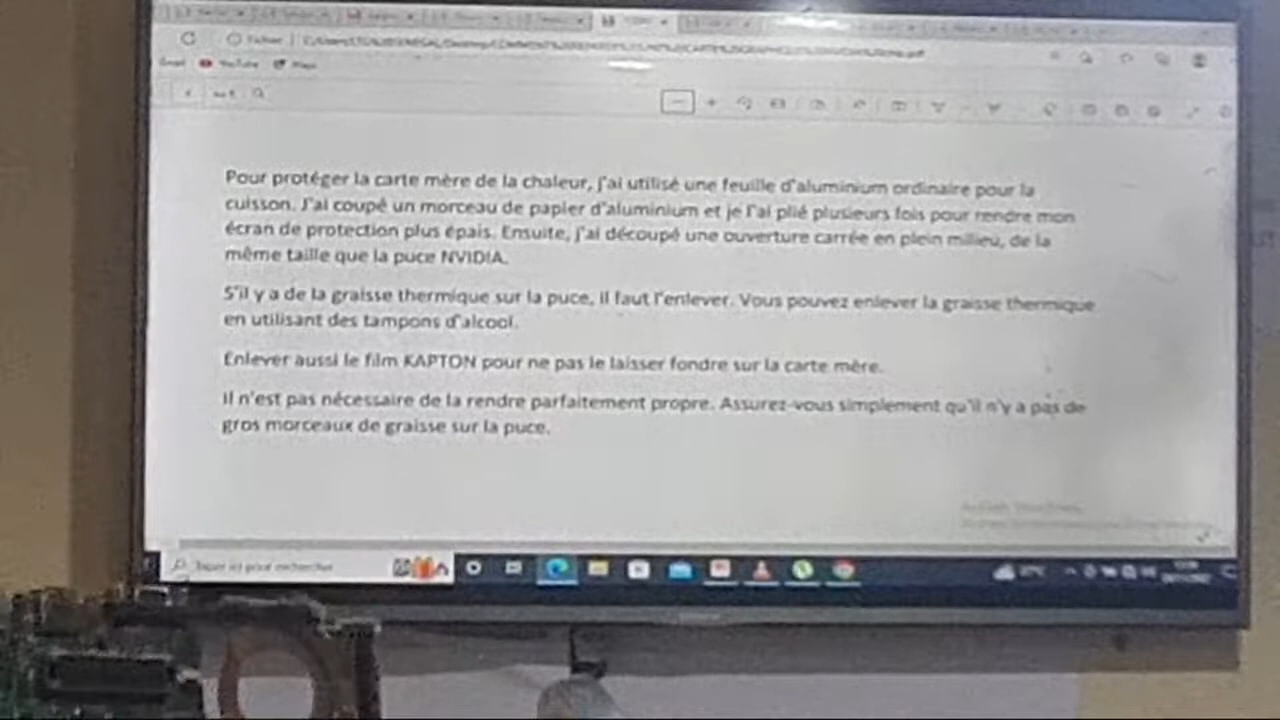 Gmail YouTube Maps
Pour protéger la carte mère de la chaleur, j'ai utilisé une feuille d'aluminium ordinaire pour la
cuisson. J'ai coupé un morceau de papier d'aluminium et je l'ai plié plusieurs fois pour rendre mon
écran de protection plus épais. Ensuite, j'ai découpé une ouverture carrée en plein milieu, de la
même taille que la puce NVIDIA.
S'il y a de la graisse thermique sur la puce, il faut l'enlever. Vous pouvez enlever la graisse thermique
en utilisant des tampons d'alcool.
Enlever aussi le film KAPTON pour ne pas le laisser fondre sur la carte mère.
Il n'est pas nécessaire de la rendre parfaitement propre. Assurez-vous simplement qu'il n'y a pas de
gros morceaux de graisse sur la puce.
Taper ici pour rechercher